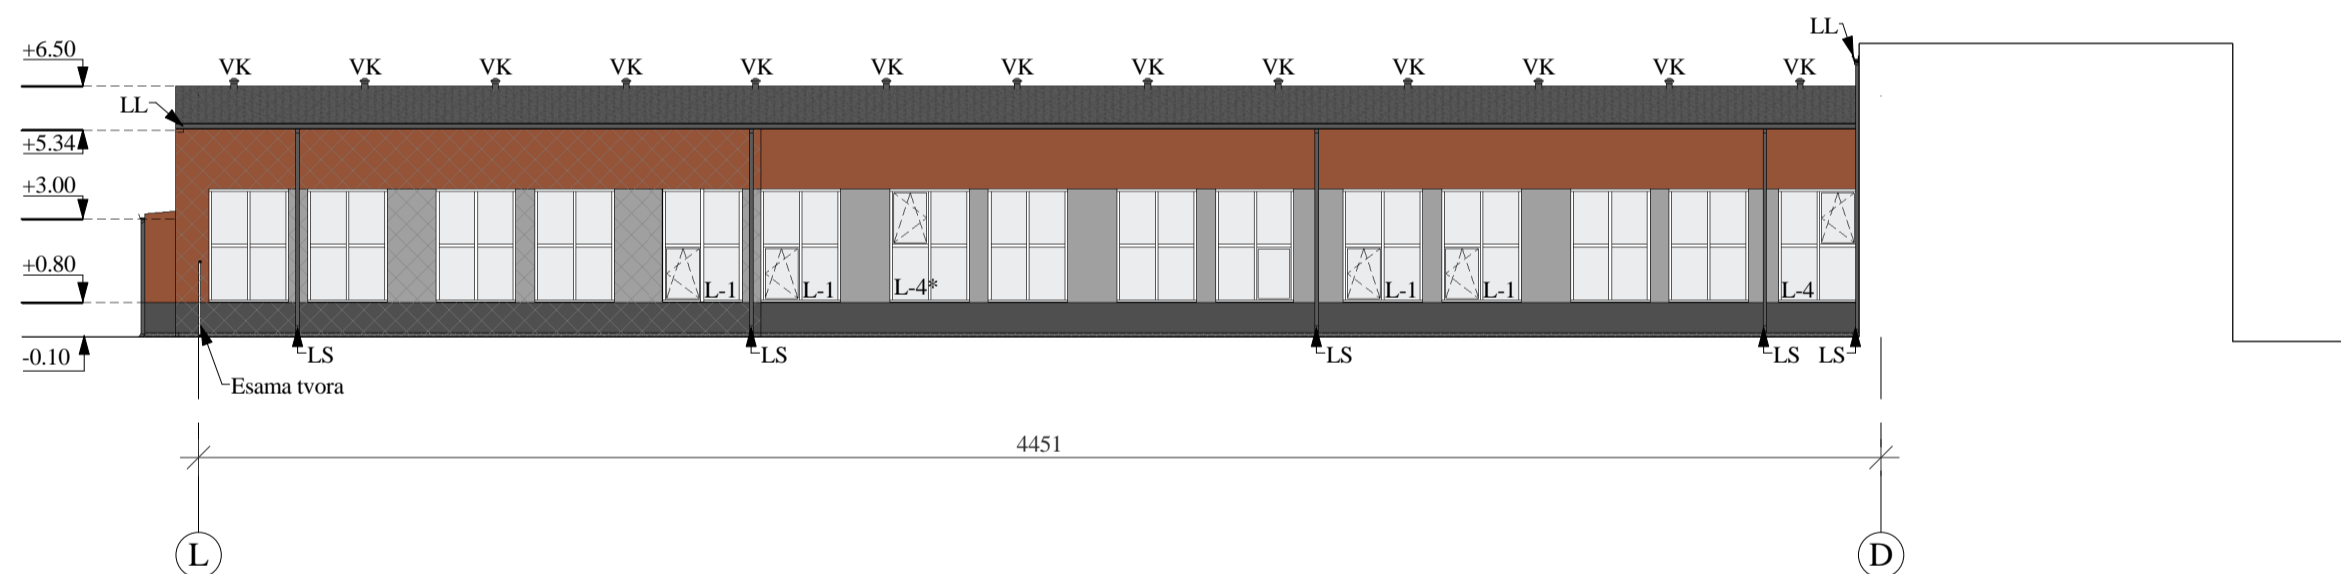 LL
+6.50
VK VK VK VK VK VK VK VK VK VK VK VK VK
LL
+5.34
+3.00
+0.80
L-1 L-1 L-4* L-1 L-1 L-4
-0.10
LS LS LS LS LS
Esama tvora
4451
L D